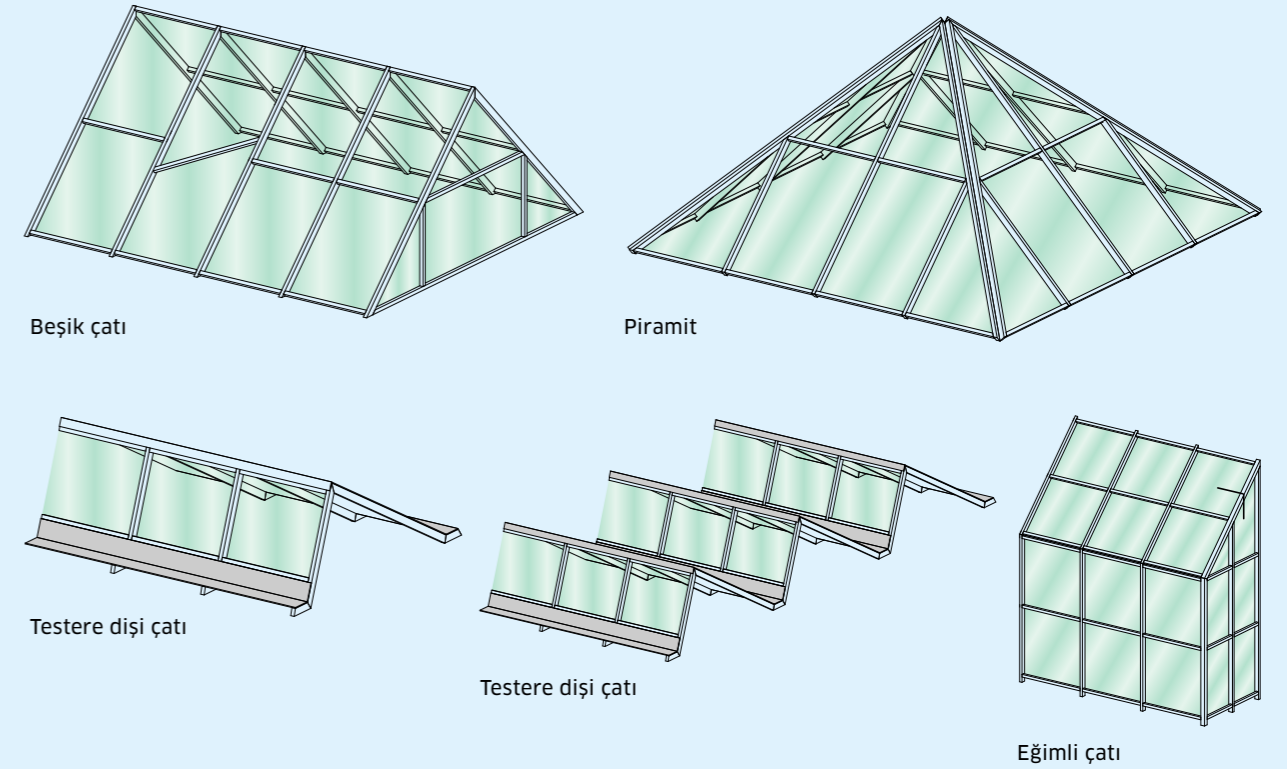 Beşik çatı
Piramit
Testere dişi çatı
Testere dişi çatı
Eğimli çatı